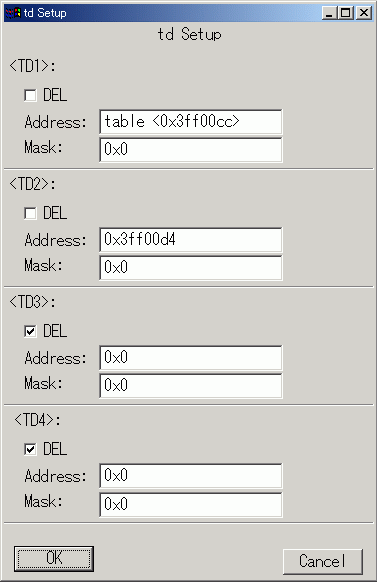 td Setup
td Setup
<TD1>:
DEL
Address: table <0x3ff00cc>
Mask: 0x0
<TD2>:
DEL
Address: 0x3ff00d4
Mask: 0x0
<TD3>:
DEL
Address: 0x0
Mask: 0x0
<TD4>:
DEL
Address: 0x0
Mask: 0x0
OK Cancel